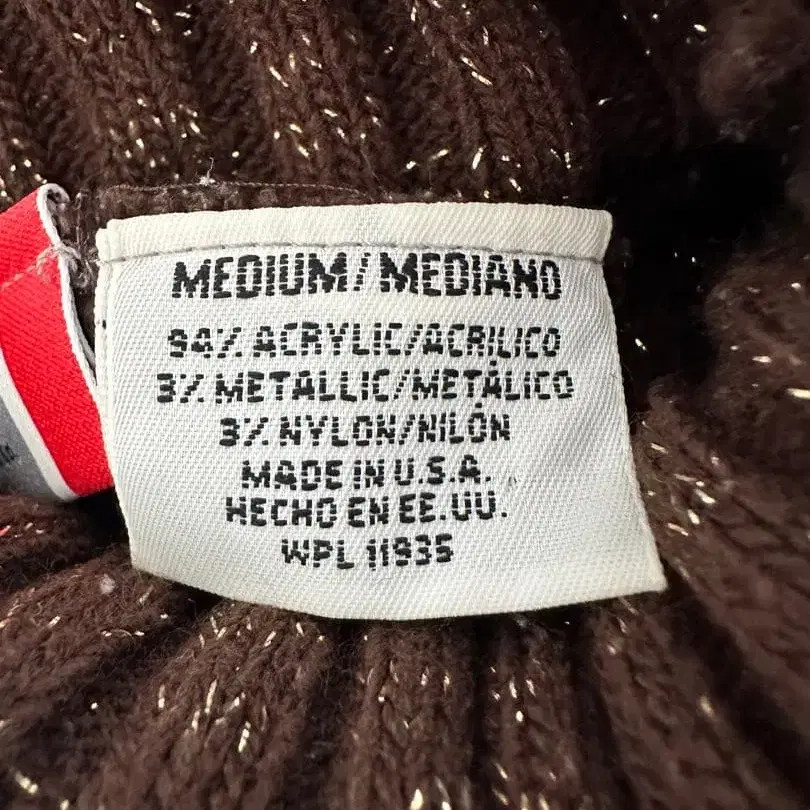 MEDIUM/MEDIANO
94% ACRYLIC/ACRILICO
3% METALLIC/METÁLICO
3% NYLON/NILÓN
MADE IN U.S.A.
HECHO EN EE.UU.
WPL 11935